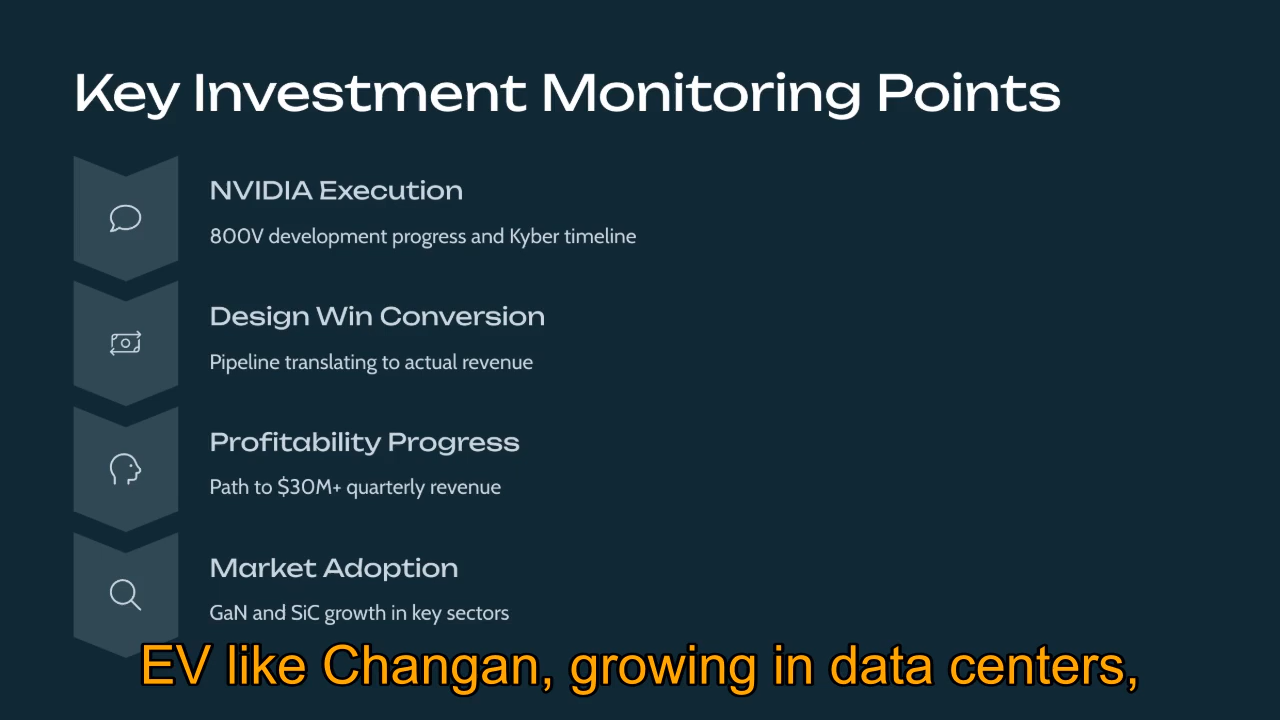 Key Investment Monitoring Points
NVIDIA Execution
800V development progress and Kyber timeline
Design Win Conversion
Pipeline translating to actual revenue
Profitability Progress
Path to $30M+ quarterly revenue
Market Adoption
GaN and SiC growth in key sectors
EV like Changan, growing in data centers,